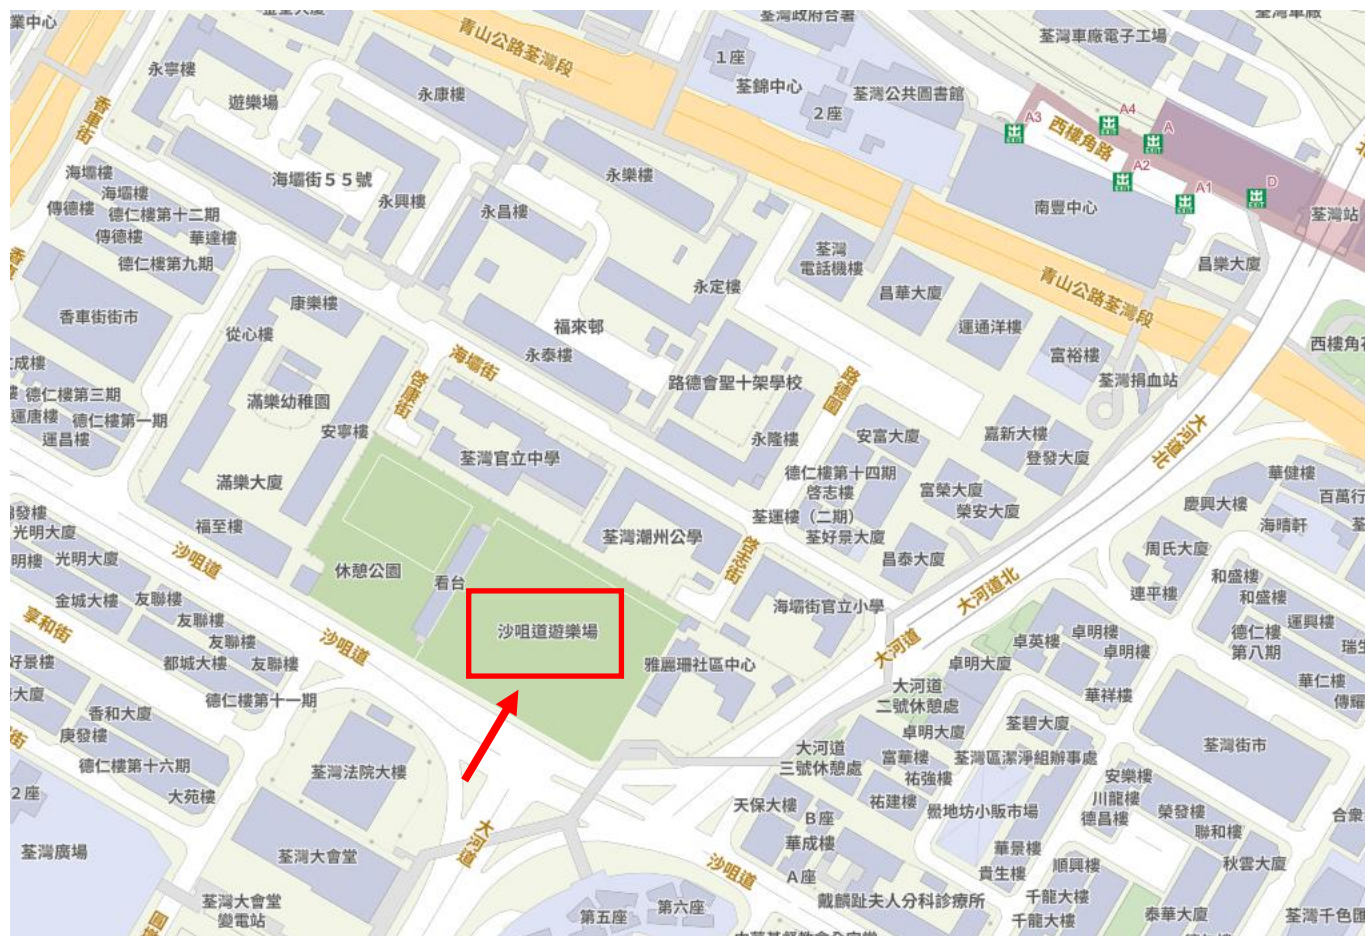 業中心
荃灣政府合署
青山公路荃灣段
1座
荃錦中心
2座
荃灣公共圖書館
荃灣車廠電子工場
永寧樓
遊樂場
永康樓
香車街
A3
A4
A
西樓角路
A2
A1
D
荃灣站
海壩樓
海壩樓
傳德樓
德仁樓第十二期
傳德樓
華達樓
德仁樓第九期
海壩街55號
永興樓
永昌樓
永樂樓
南豐中心
昌樂大廈
荃灣
電話機樓
昌華大廈
青山公路荃灣段
運通洋樓
永定樓
福來邨
永泰樓
康樂樓
從心樓
香車街街市
富裕樓
荃灣捐血站
海壩街
啓康街
路德會聖十架學校
路德圍
德仁樓第三期
運唐樓
德仁樓第一期
運昌樓
滿樂幼稚園
安寧樓
永隆樓
安富大廈
嘉新大樓
登發大廈
大河道北
荃灣官立中學
德仁樓第十四期
啓志樓
富榮大廈
荃運樓（二期）
榮安大廈
荃好景大廈
昌泰大廈
華健樓
慶興大樓
海晴軒
滿樂大廈
福至樓
光明大廈
光明大廈
沙咀道
荃灣潮州公學
啓志街
周氏大廈
和盛樓
和盛樓
連平樓
休憩公園
看台
金城大樓
友聯樓
友聯樓
友聯樓
享和街
沙咀道遊樂場
海壩街官立小學
大河道北
運興樓
德仁樓
第八期
沙咀道
都城大樓
友聯樓
德仁樓第十一期
雅麗珊社區中心
大河道
卓英樓
卓明樓
卓明樓
卓明大廈
華祥樓
華仁樓
香和大廈
庚發樓
德仁樓第十六期
大苑樓
大河道
二號休憩處
卓明大廈
荃碧大廈
荃灣街市
荃灣法院大樓
大河道
三號休憩處
富華樓
祐強樓
荃灣區潔淨組辦事處
安樂樓
2座
天保大樓
B座
祐建樓
川龍樓
德昌樓
榮發樓
聯和樓
荃灣廣場
荃灣大會堂
大河道
華成樓
A座
華景樓
貴生樓
順興樓
秋雲大廈
沙咀道
荃灣大會堂
變電站
第五座
第六座
戴麟趾夫人分科診療所
千龍大樓
千龍大樓
泰華大廈